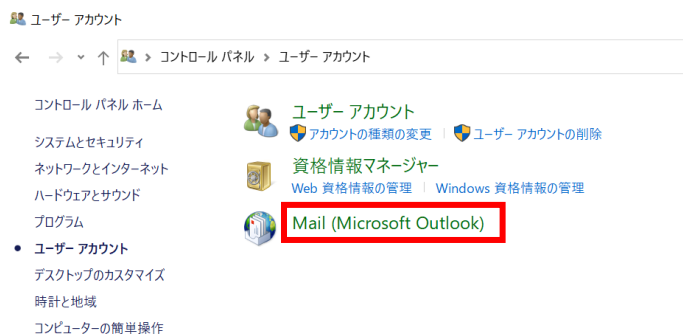 ユーザー アカウント
コントロール パネル › ユーザー アカウント
コントロール パネル ホーム
システムとセキュリティ
ネットワークとインターネット
ハードウェアとサウンド
プログラム
ユーザー アカウント
デスクトップのカスタマイズ
時計と地域
コンピューターの簡単操作
ユーザー アカウント
アカウントの種類の変更 | ユーザー アカウントの削除
資格情報マネージャー
Web 資格情報の管理 | Windows 資格情報の管理
Mail (Microsoft Outlook)